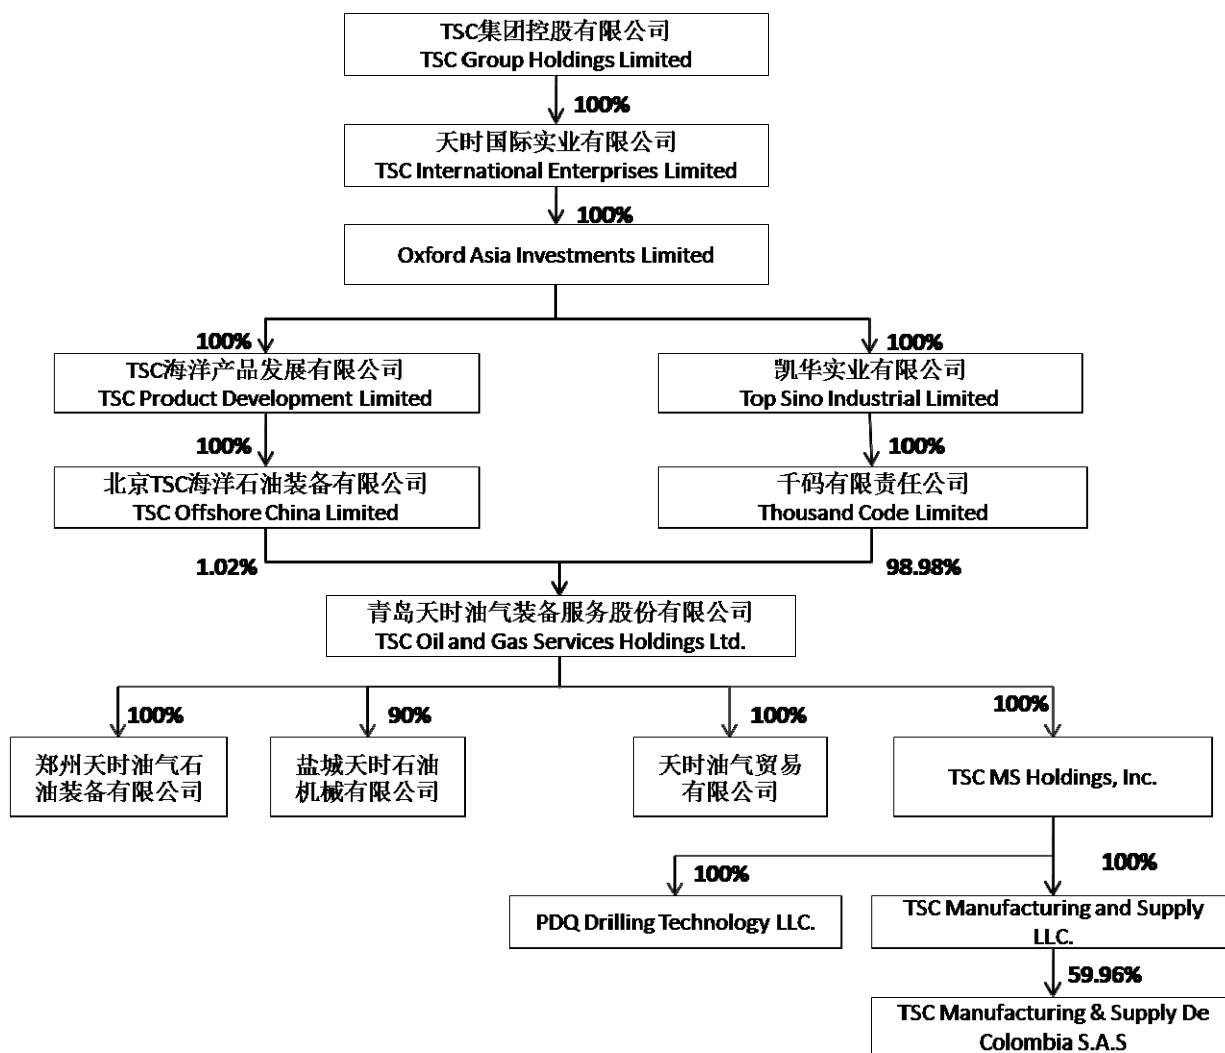 TSC集团控股有限公司
TSC Group Holdings Limited
100%
天时国际实业有限公司
TSC International Enterprises Limited
100%
Oxford Asia Investments Limited
100%
100%
TSC海洋产品发展有限公司
TSC Product Development Limited
凯华实业有限公司
Top Sino Industrial Limited
100%
100%
北京TSC海洋石油装备有限公司
TSC Offshore China Limited
千码有限责任公司
Thousand Code Limited
1.02%
98.98%
青岛天时油气装备服务股份有限公司
TSC Oil and Gas Services Holdings Ltd.
100%
90%
100%
100%
郑州天时油气石
油装备有限公司
盐城天时石油
机械有限公司
天时油气贸易
有限公司
TSC MS Holdings, Inc.
100%
100%
PDQ Drilling Technology LLC.
TSC Manufacturing and Supply
LLC.
59.96%
TSC Manufacturing & Supply De
Colombia S.A.S